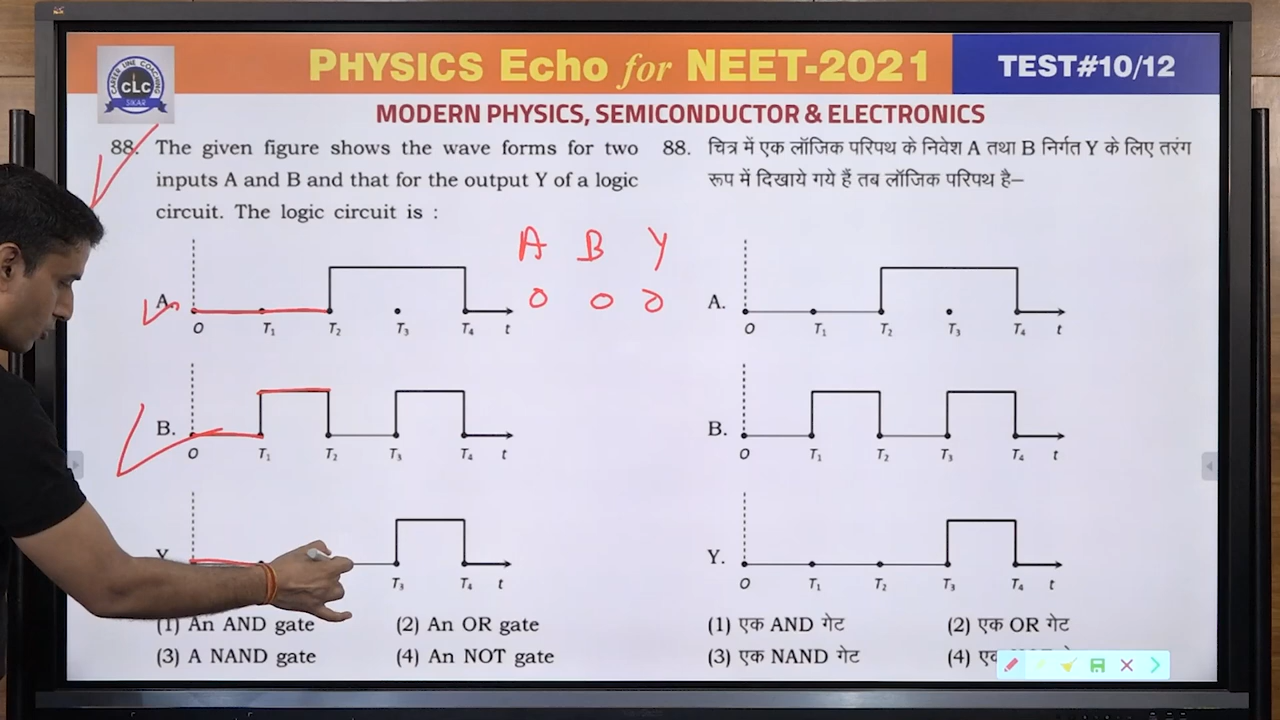 PHYSICS Echo for NEET-2021
TEST#10/12
CAREER LINE COACHING
CLC
SIKAR
MODERN PHYSICS, SEMICONDUCTOR & ELECTRONICS
88. The given figure shows the wave forms for two
inputs A and B and that for the output Y of a logic
circuit. The logic circuit is :
A B Y
0 0 0
A.
O T₁ T₂ T₃ T₄ t
B.
O T₁ T₂ T₃ T₄ t
Y.
T₃ T₄ t
(1) An AND gate (2) An OR gate
(3) A NAND gate (4) An NOT gate
88. चित्र में एक लॉजिक परिपथ के निवेश A तथा B निर्गत Y के लिए तरंग
रूप में दिखाये गये हैं तब लॉजिक परिपथ है–
A.
O T₁ T₂ T₃ T₄ t
B.
O T₁ T₂ T₃ T₄ t
Y.
O T₁ T₂ T₃ T₄ t
(1) एक AND गेट (2) एक OR गेट
(3) एक NAND गेट (4)